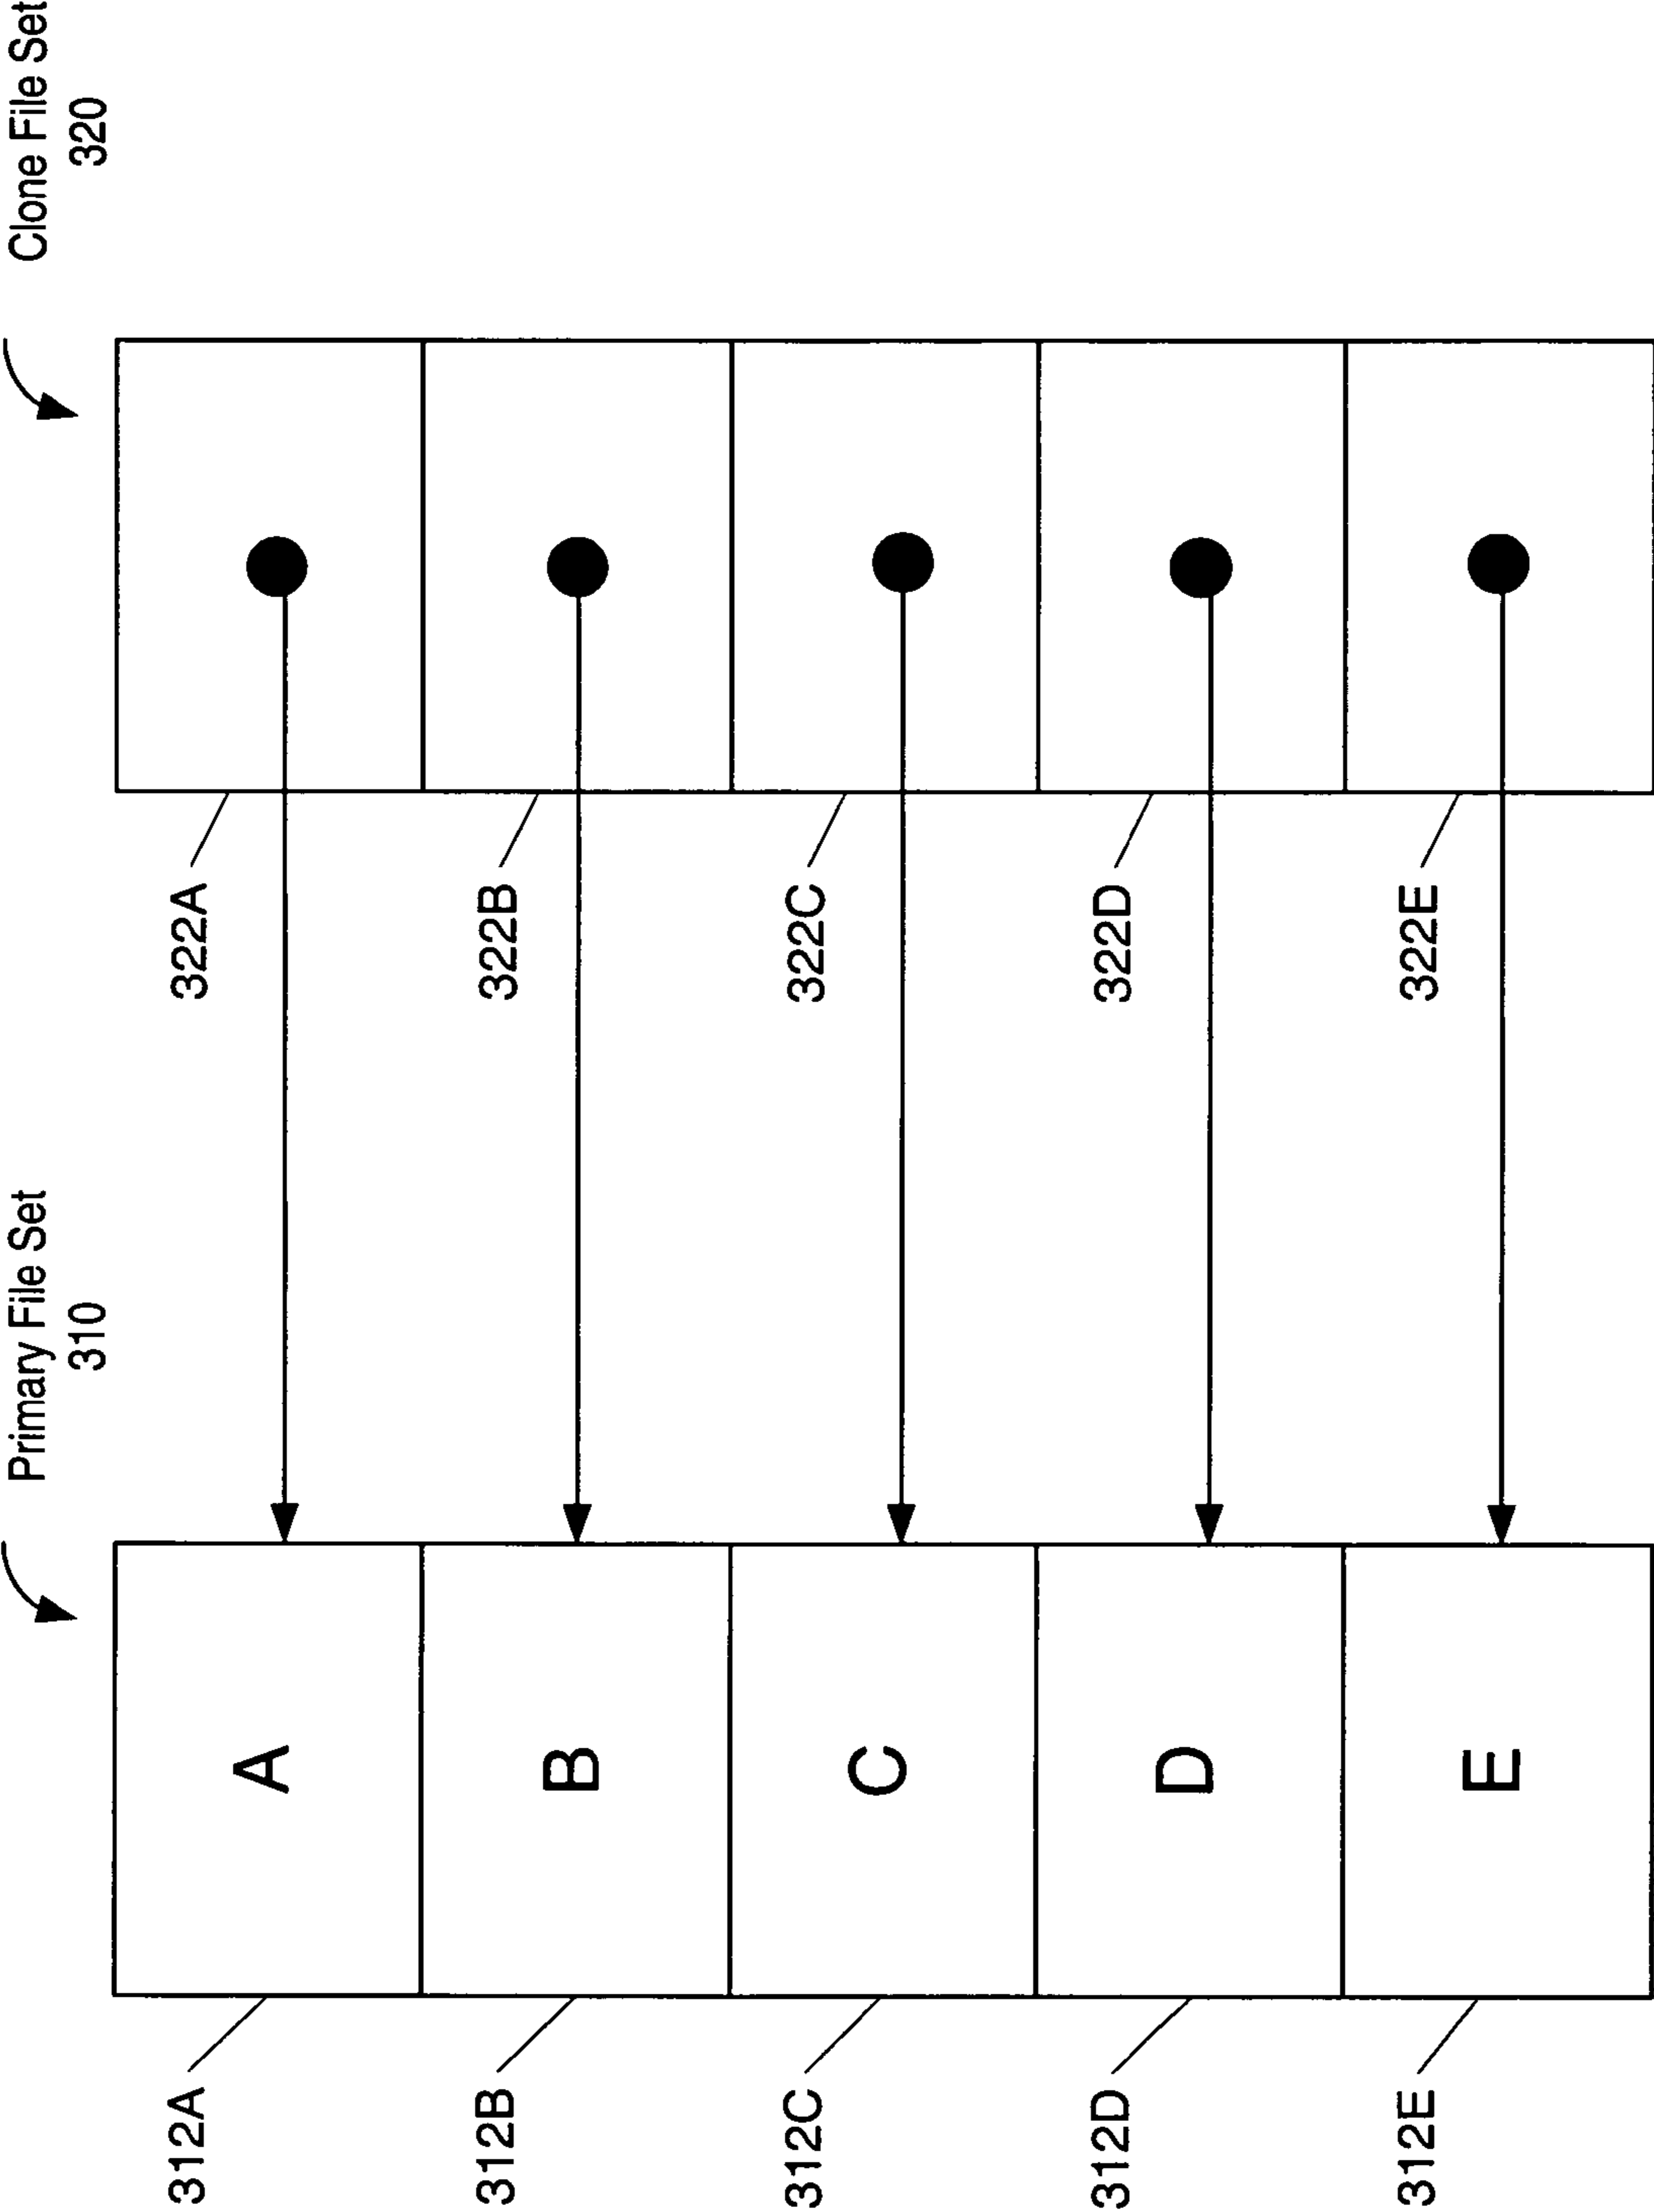 Primary File Set
310
Clone File Set
320
312A
A
322A
312B
B
322B
312C
C
322C
312D
D
322D
312E
E
322E